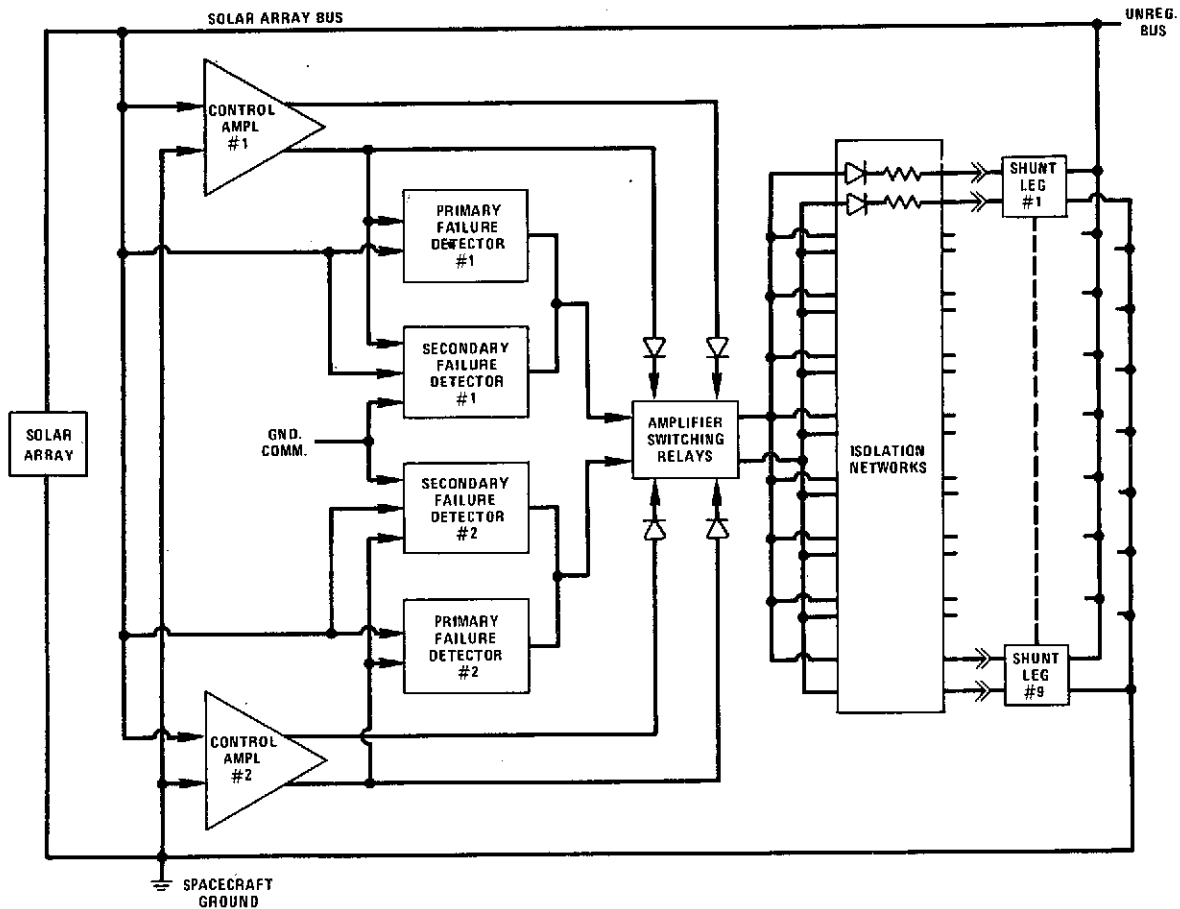 SOLAR ARRAY BUS
UNREG.
BUS
CONTROL
AMPL
#1
SHUNT
LEG
#1
PRIMARY
FAILURE
DETECTOR
#1
SECONDARY
FAILURE
DETECTOR
#1
SOLAR
ARRAY
GND.
COMM.
AMPLIFIER
SWITCHING
RELAYS
ISOLATION
NETWORKS
SECONDARY
FAILURE
DETECTOR
#2
PRIMARY
FAILURE
DETECTOR
#2
SHUNT
LEG
#9
CONTROL
AMPL
#2
SPACECRAFT
GROUND